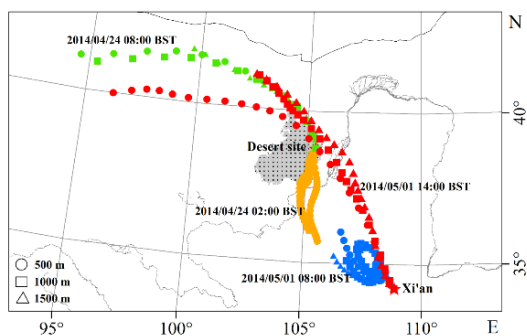 N
2014/04/24 08:00 BST
40°
Desert site
2014/05/01 14:00 BST
2014/04/24 02:00 BST
500 m
1000 m
1500 m
2014/05/01 08:00 BST
Xi'an
35°
95°
100°
105°
110°
E